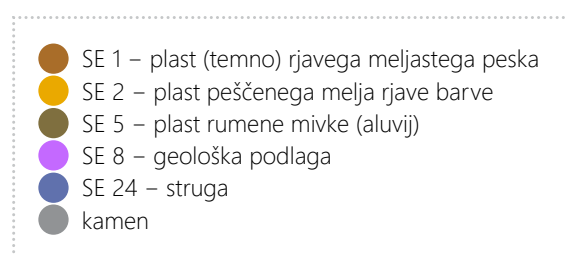 SE 1 – plast (temno) rjavega meljastega peska
SE 2 – plast peščenega melja rjave barve
SE 5 – plast rumene mivke (aluvij)
SE 8 – geološka podlaga
SE 24 – struga
kamen